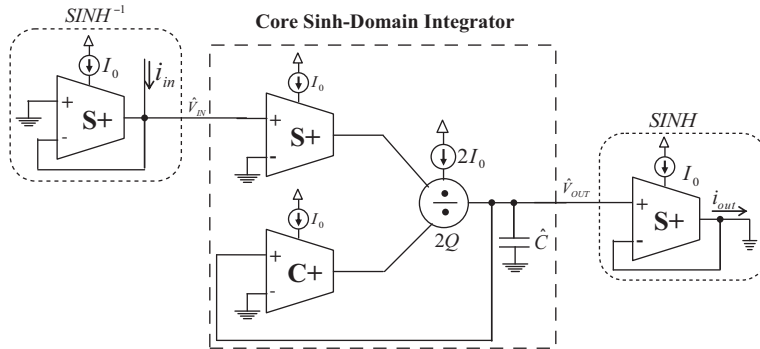 SINH⁻¹
Core Sinh-Domain Integrator
I₀
i_in
+
S+
-
V̂_IN
I₀
+
S+
-
2I₀
÷
2Q
I₀
+
C+
-
Ĉ
V̂_OUT
SINH
I₀
+
S+
-
i_out